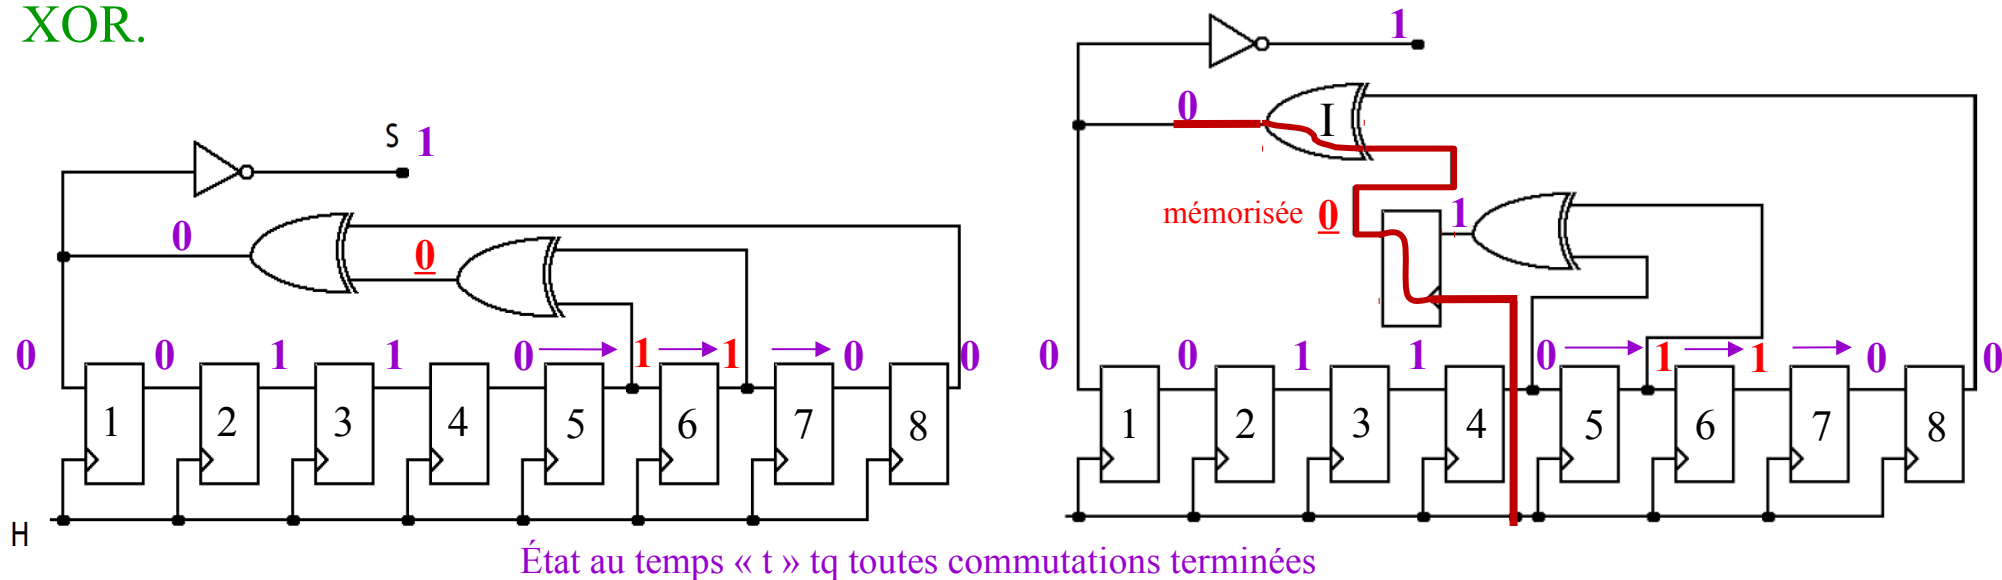 XOR.
S 1
0 0
0 0 1 1 0 1 1 0 0
1 2 3 4 5 6 7 8
H
1
0 I
mémorisée 0 1
0 0 1 1 0 1 1 0 0
1 2 3 4 5 6 7 8
État au temps « t » tq toutes commutations terminées